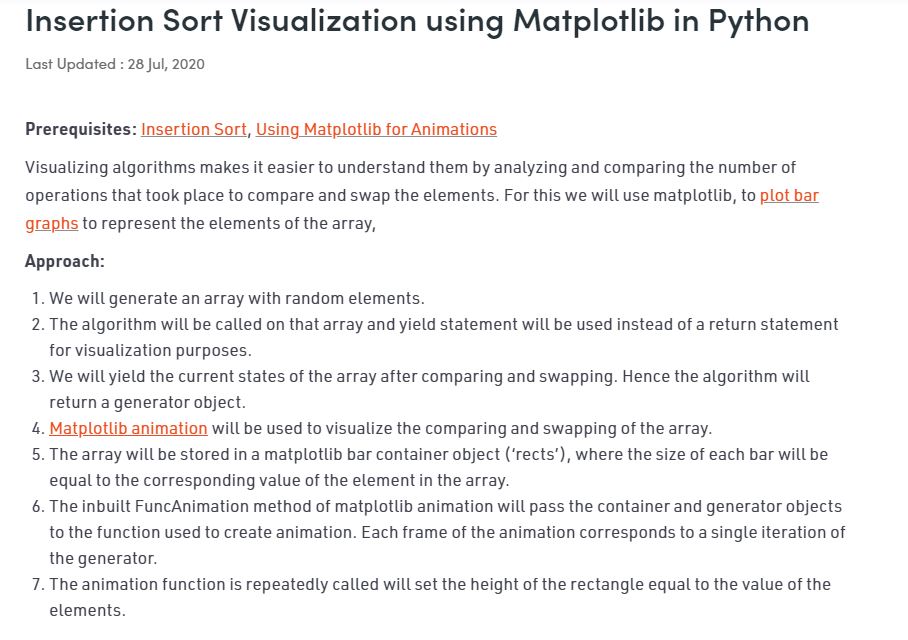 Insertion Sort Visualization using Matplotlib in Python
Last Updated : 28 Jul, 2020
Prerequisites: Insertion Sort, Using Matplotlib for Animations
Visualizing algorithms makes it easier to understand them by analyzing and comparing the number of
operations that took place to compare and swap the elements. For this we will use matplotlib, to plot bar
graphs to represent the elements of the array,
Approach:
1. We will generate an array with random elements.
2. The algorithm will be called on that array and yield statement will be used instead of a return statement
for visualization purposes.
3. We will yield the current states of the array after comparing and swapping. Hence the algorithm will
return a generator object.
4. Matplotlib animation will be used to visualize the comparing and swapping of the array.
5. The array will be stored in a matplotlib bar container object (‘rects’), where the size of each bar will be
equal to the corresponding value of the element in the array.
6. The inbuilt FuncAnimation method of matplotlib animation will pass the container and generator objects
to the function used to create animation. Each frame of the animation corresponds to a single iteration of
the generator.
7. The animation function is repeatedly called will set the height of the rectangle equal to the value of the
elements.